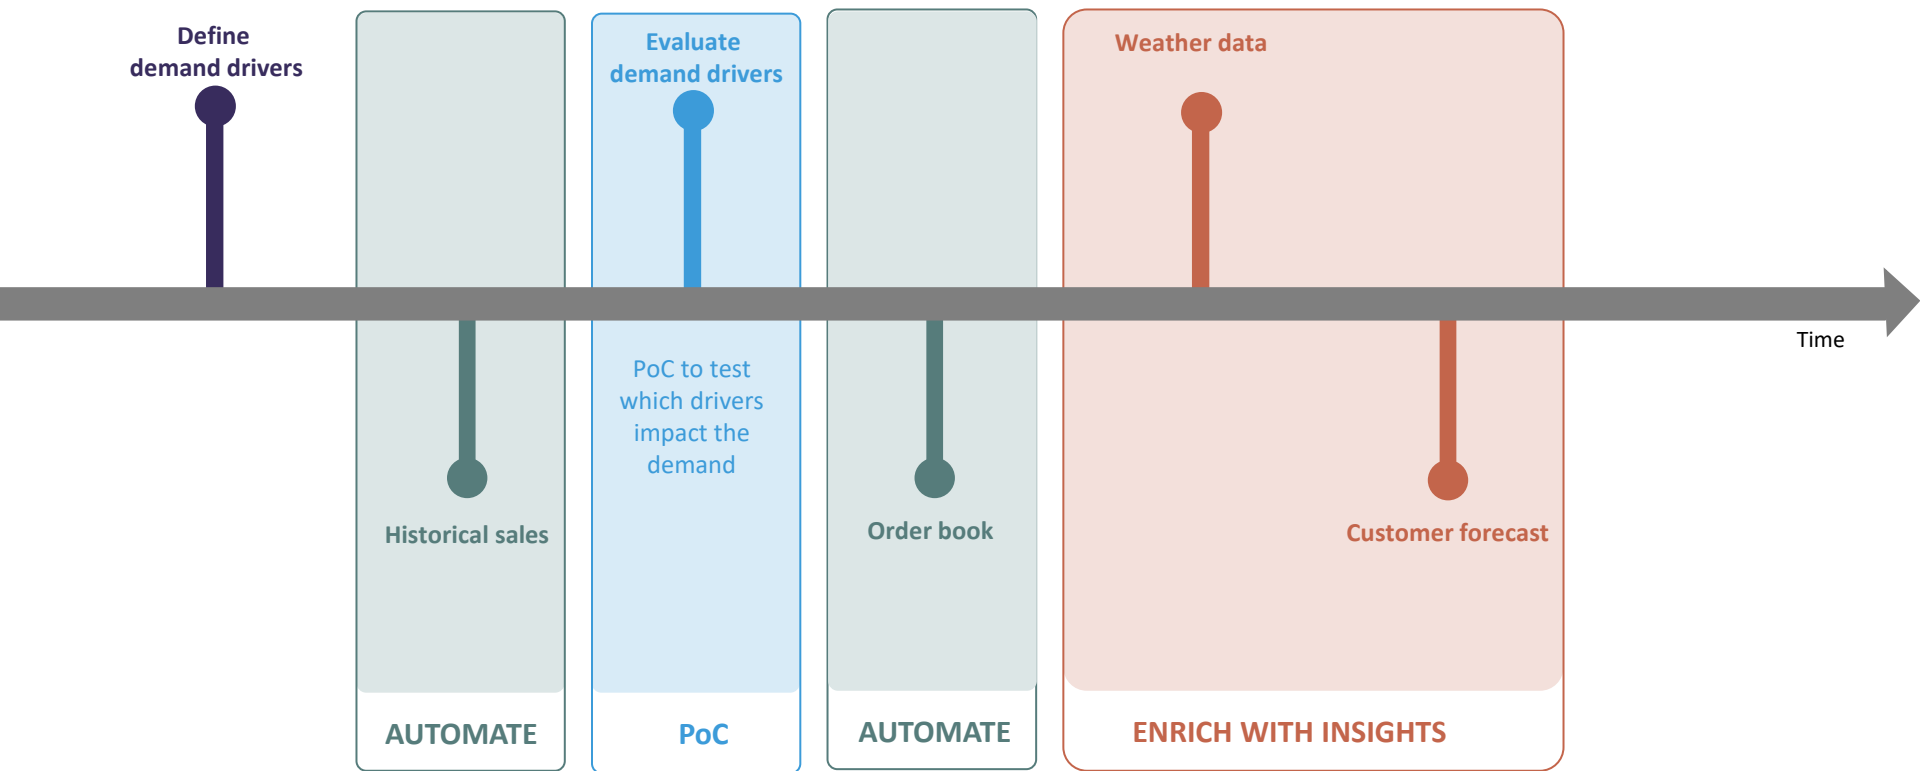 Define
demand drivers
Evaluate
demand drivers
Weather data
Time
PoC to test
which drivers
impact the
demand
Historical sales
Order book
Customer forecast
AUTOMATE
PoC
AUTOMATE
ENRICH WITH INSIGHTS